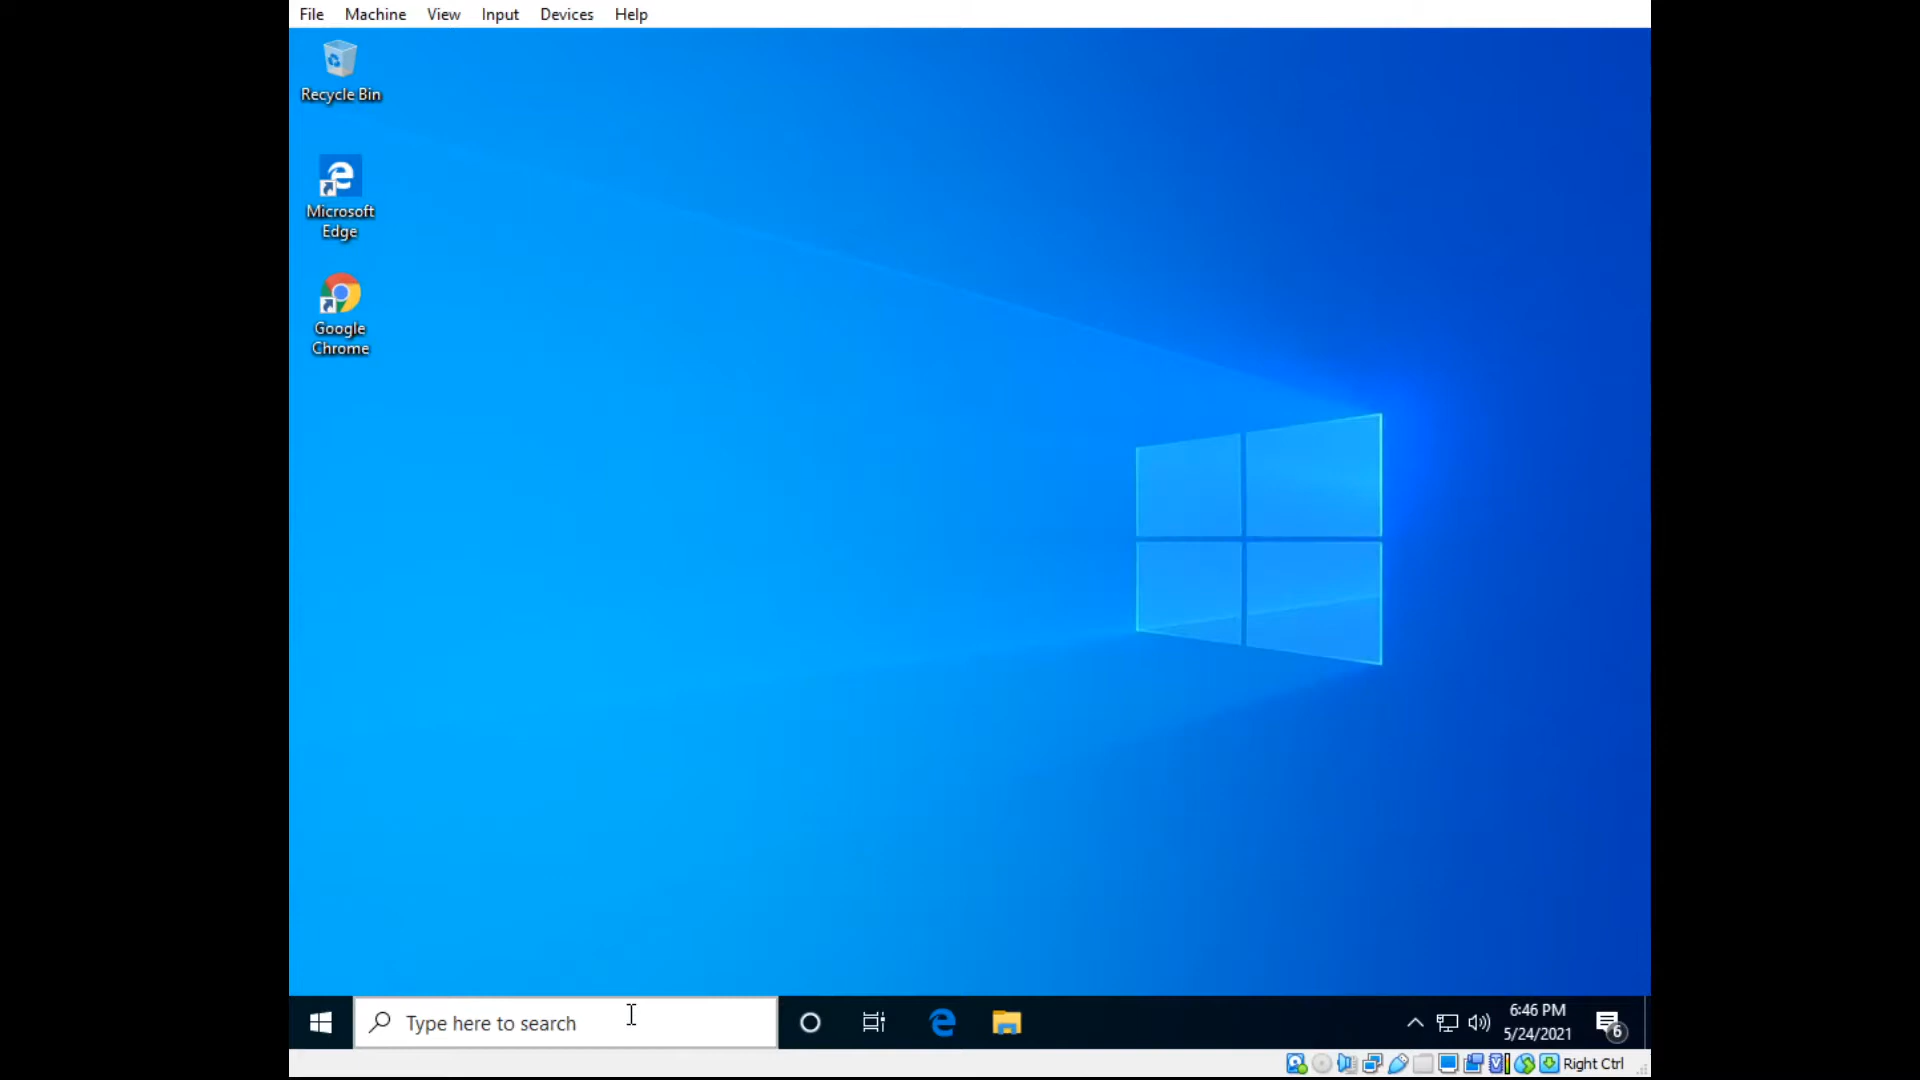 File Machine View Input Devices Help
Recycle Bin
Microsoft
Edge
Google
Chrome
Type here to search
6:46 PM
5/24/2021
6
Right Ctrl